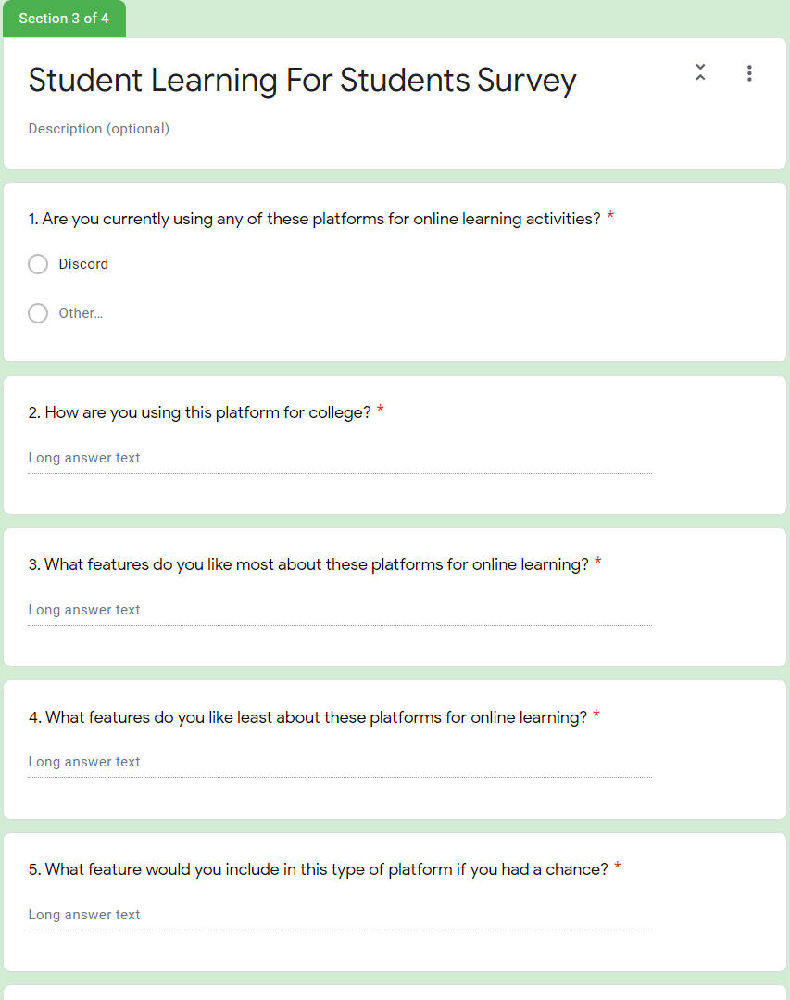 Section 3 of 4
Student Learning For Students Survey
Description (optional)
1. Are you currently using any of these platforms for online learning activities? *
Discord
Other...
2. How are you using this platform for college? *
Long answer text
3. What features do you like most about these platforms for online learning? *
Long answer text
4. What features do you like least about these platforms for online learning? *
Long answer text
5. What feature would you include in this type of platform if you had a chance? *
Long answer text